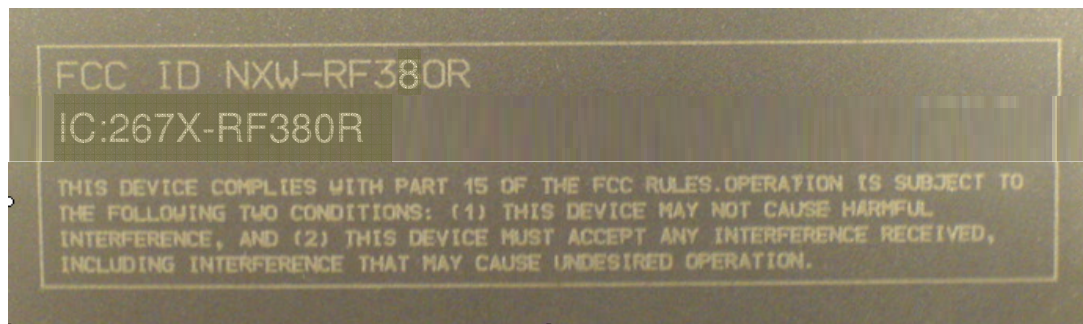 FCC ID NXW-RF380R
IC:267X-RF380R
THIS DEVICE COMPLIES WITH PART 15 OF THE FCC RULES.OPERATION IS SUBJECT TO
THE FOLLOWING TWO CONDITIONS: (1) THIS DEVICE MAY NOT CAUSE HARMFUL
INTERFERENCE, AND (2) THIS DEVICE MUST ACCEPT ANY INTERFERENCE RECEIVED,
INCLUDING INTERFERENCE THAT MAY CAUSE UNDESIRED OPERATION.